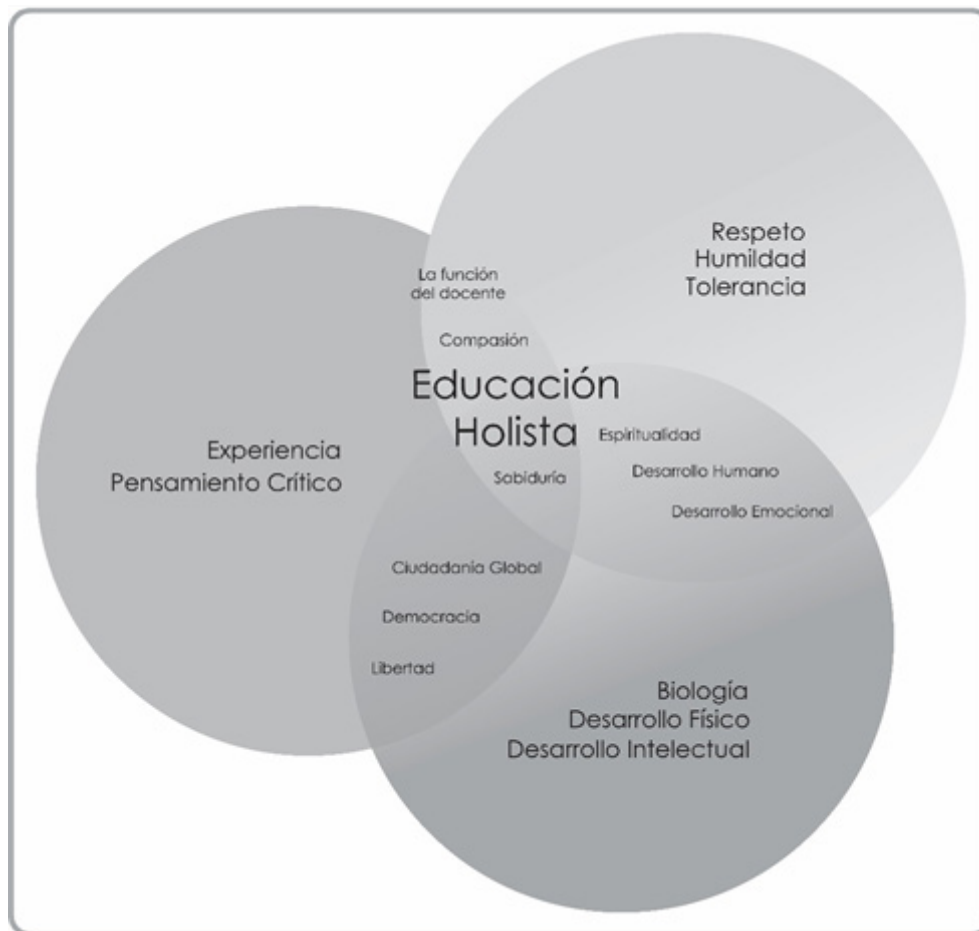 Respeto
Humildad
Tolerancia
La función
del docente
Compasión
Educación
Holista
Experiencia
Pensamiento Crítico
Espiritualidad
Desarrollo Humano
Desarrollo Emocional
Sabiduría
Ciudadanía Global
Democracia
Libertad
Biología
Desarrollo Físico
Desarrollo Intelectual